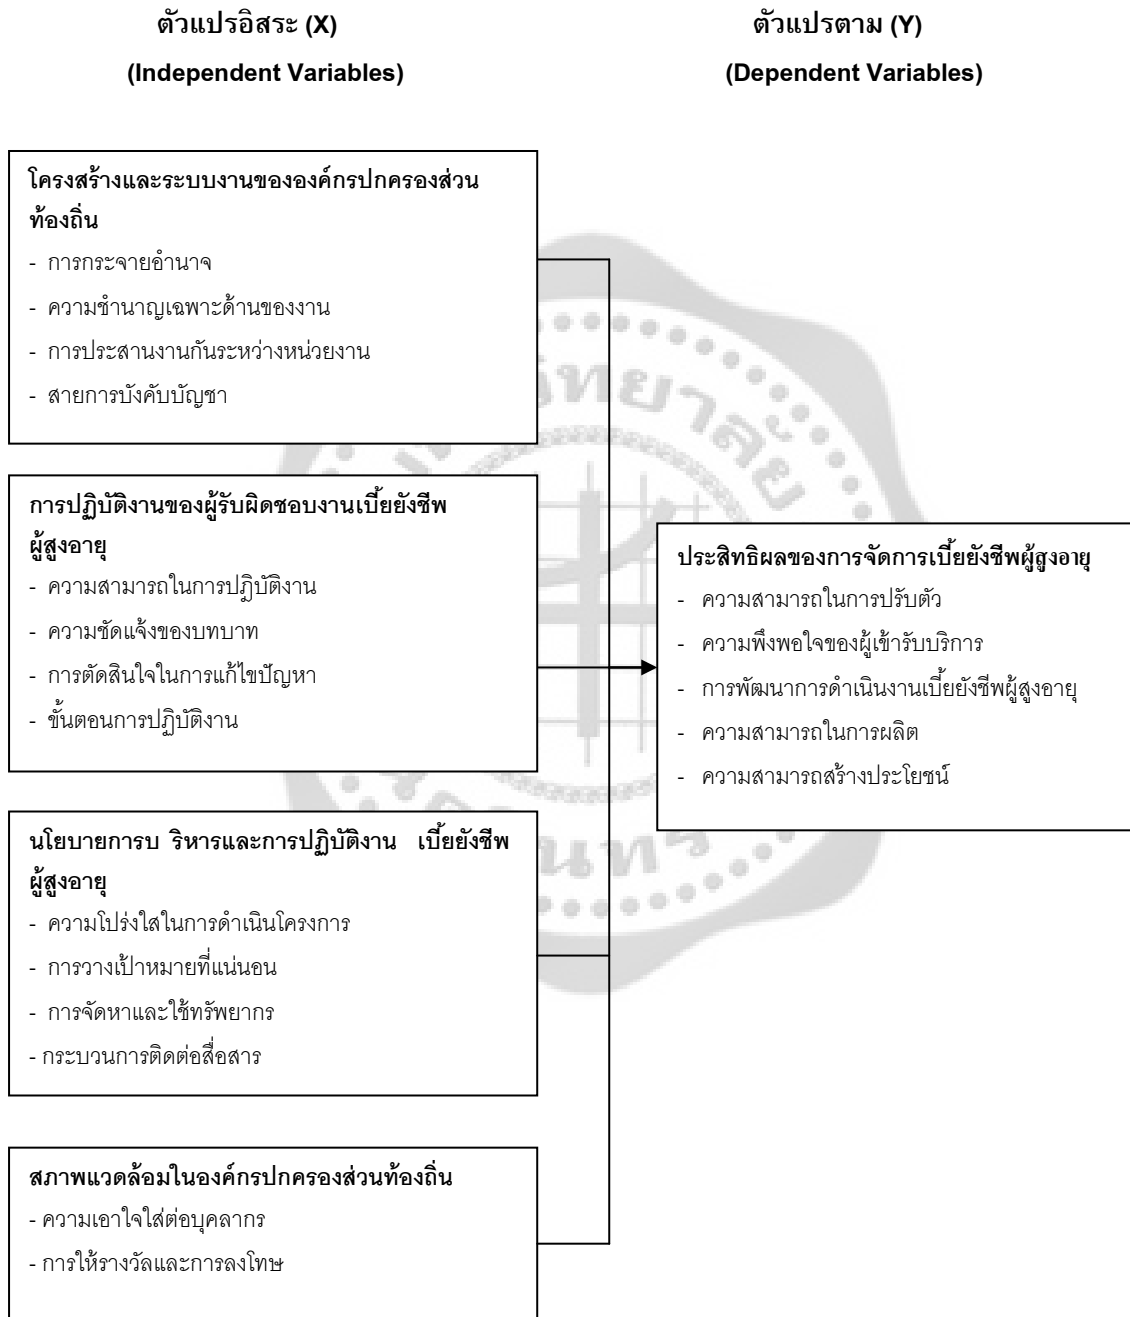 ตัวแปรอิสระ (X)
(Independent Variables)
ตัวแปรตาม (Y)
(Dependent Variables)
โครงสร้างและระบบงานขององค์กรปกครองส่วน
ท้องถิ่น
- การกระจายอำนาจ
- ความชำนาญเฉพาะด้านของงาน
- การประสานงานกันระหว่างหน่วยงาน
- สายการบังคับบัญชา
การปฏิบัติงานของผู้รับผิดชอบงานเบี้ยยังชีพ
ผู้สูงอายุ
- ความสามารถในการปฏิบัติงาน
- ความชัดแจ้งของบทบาท
- การตัดสินใจในการแก้ไขปัญหา
- ขั้นตอนการปฏิบัติงาน
นโยบายการบ ริหารและการปฏิบัติงาน เบี้ยยังชีพ
ผู้สูงอายุ
- ความโปร่งใสในการดำเนินโครงการ
- การวางเป้าหมายที่แน่นอน
- การจัดหาและใช้ทรัพยากร
- กระบวนการติดต่อสื่อสาร
สภาพแวดล้อมในองค์กรปกครองส่วนท้องถิ่น
- ความเอาใจใส่ต่อบุคลากร
- การให้รางวัลและการลงโทษ
ประสิทธิผลของการจัดการเบี้ยยังชีพผู้สูงอายุ
- ความสามารถในการปรับตัว
- ความพึงพอใจของผู้เข้ารับบริการ
- การพัฒนาการดำเนินงานเบี้ยยังชีพผู้สูงอายุ
- ความสามารถในการผลิต
- ความสามารถสร้างประโยชน์